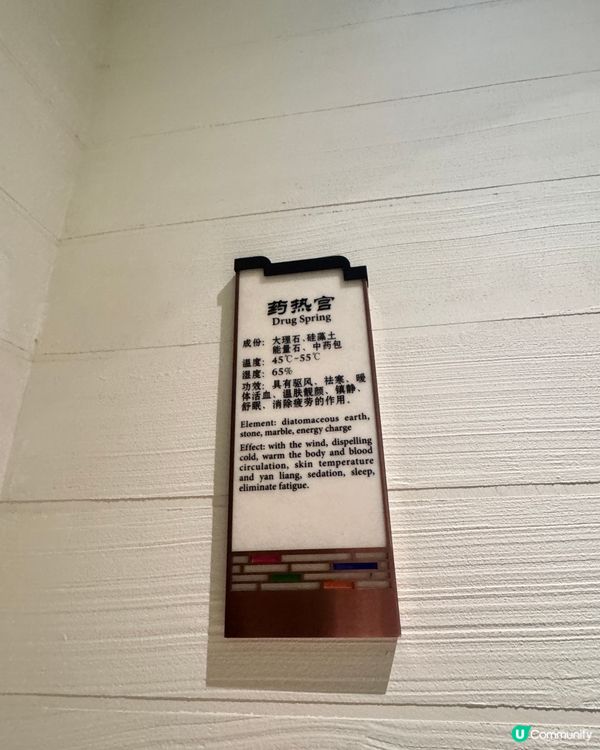 药热宫
Drug Spring
成份：大理石、硅藻土
能量石、中药包
温度：45℃-55℃
湿度：65%
功效：具有驱风、祛寒、暖
体活血、温肤靓颜、镇静、
舒眠、消除疲劳的作用.
Element: diatomaceous earth,
stone, marble, energy charge
Effect: with the wind, dispelling
cold, warm the body and blood
circulation, skin temperature
and yan liang, sedation, sleep,
eliminate fatigue.
U Community